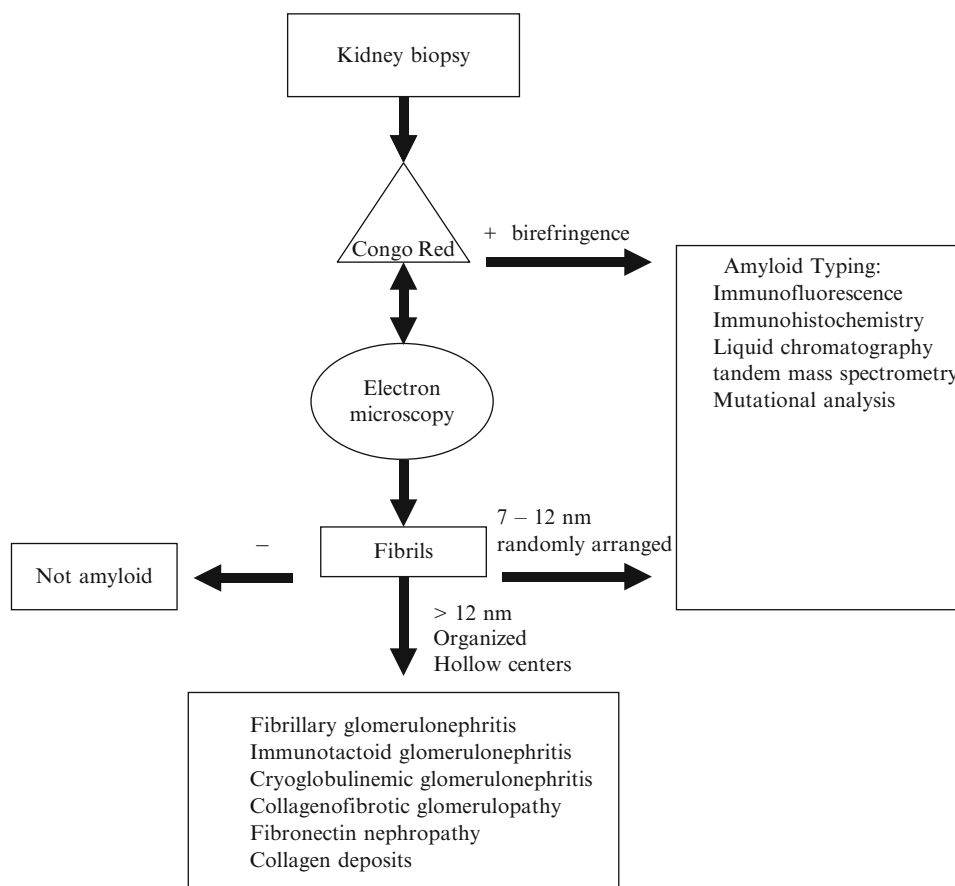 Kidney biopsy
Congo Red
+ birefringence
Amyloid Typing:
Immunofluorescence
Immunohistochemistry
Liquid chromatography
tandem mass spectrometry
Mutational analysis
Electron
microscopy
7 – 12 nm
randomly arranged
–
Fibrils
Not amyloid
> 12 nm
Organized
Hollow centers
Fibrillary glomerulonephritis
Immunotactoid glomerulonephritis
Cryoglobulinemic glomerulonephritis
Collagenofibrotic glomerulopathy
Fibronectin nephropathy
Collagen deposits